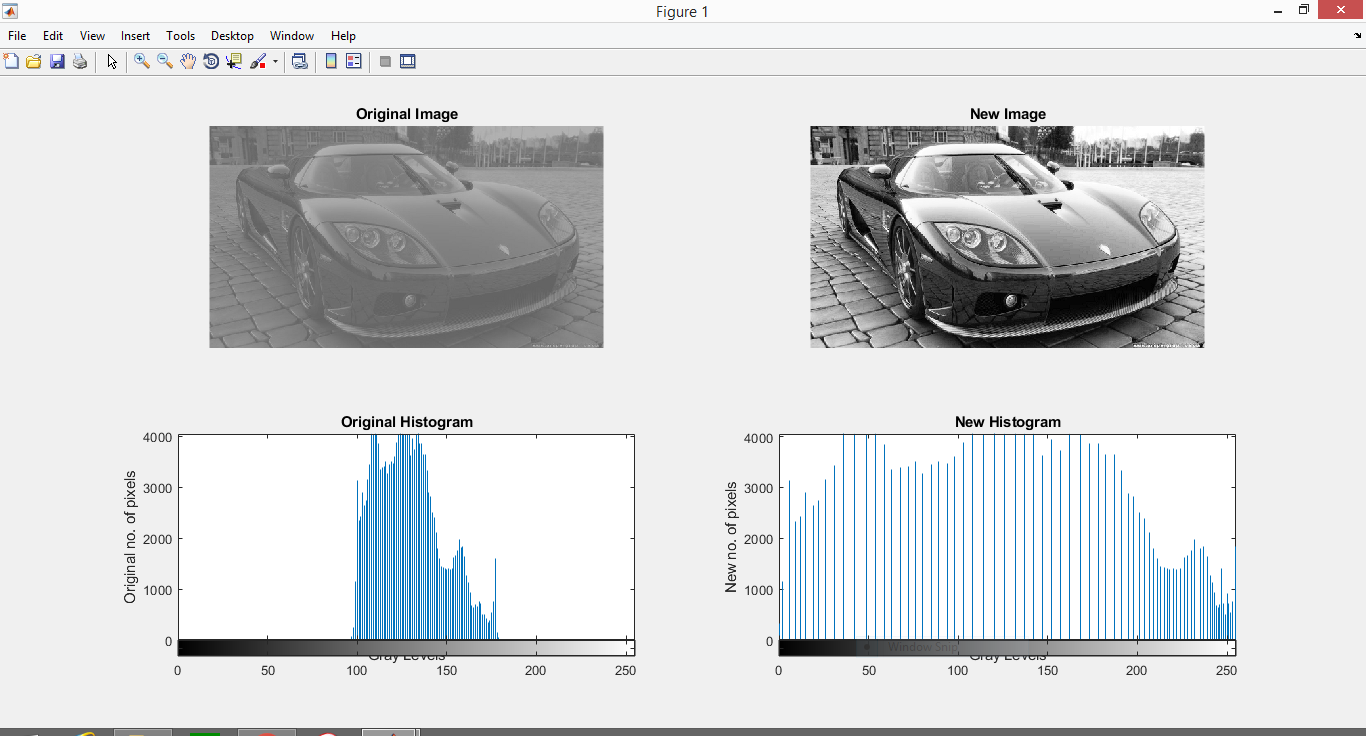 Figure 1
File Edit View Insert Tools Desktop Window Help
Original Image
New Image
Original Histogram
4000
3000
2000
1000
0
Original no. of pixels
0 50 100 150 200 250
Gray Levels
New Histogram
4000
3000
2000
1000
0
New no. of pixels
Window Snip
0 50 100 150 200 250
Gray Levels